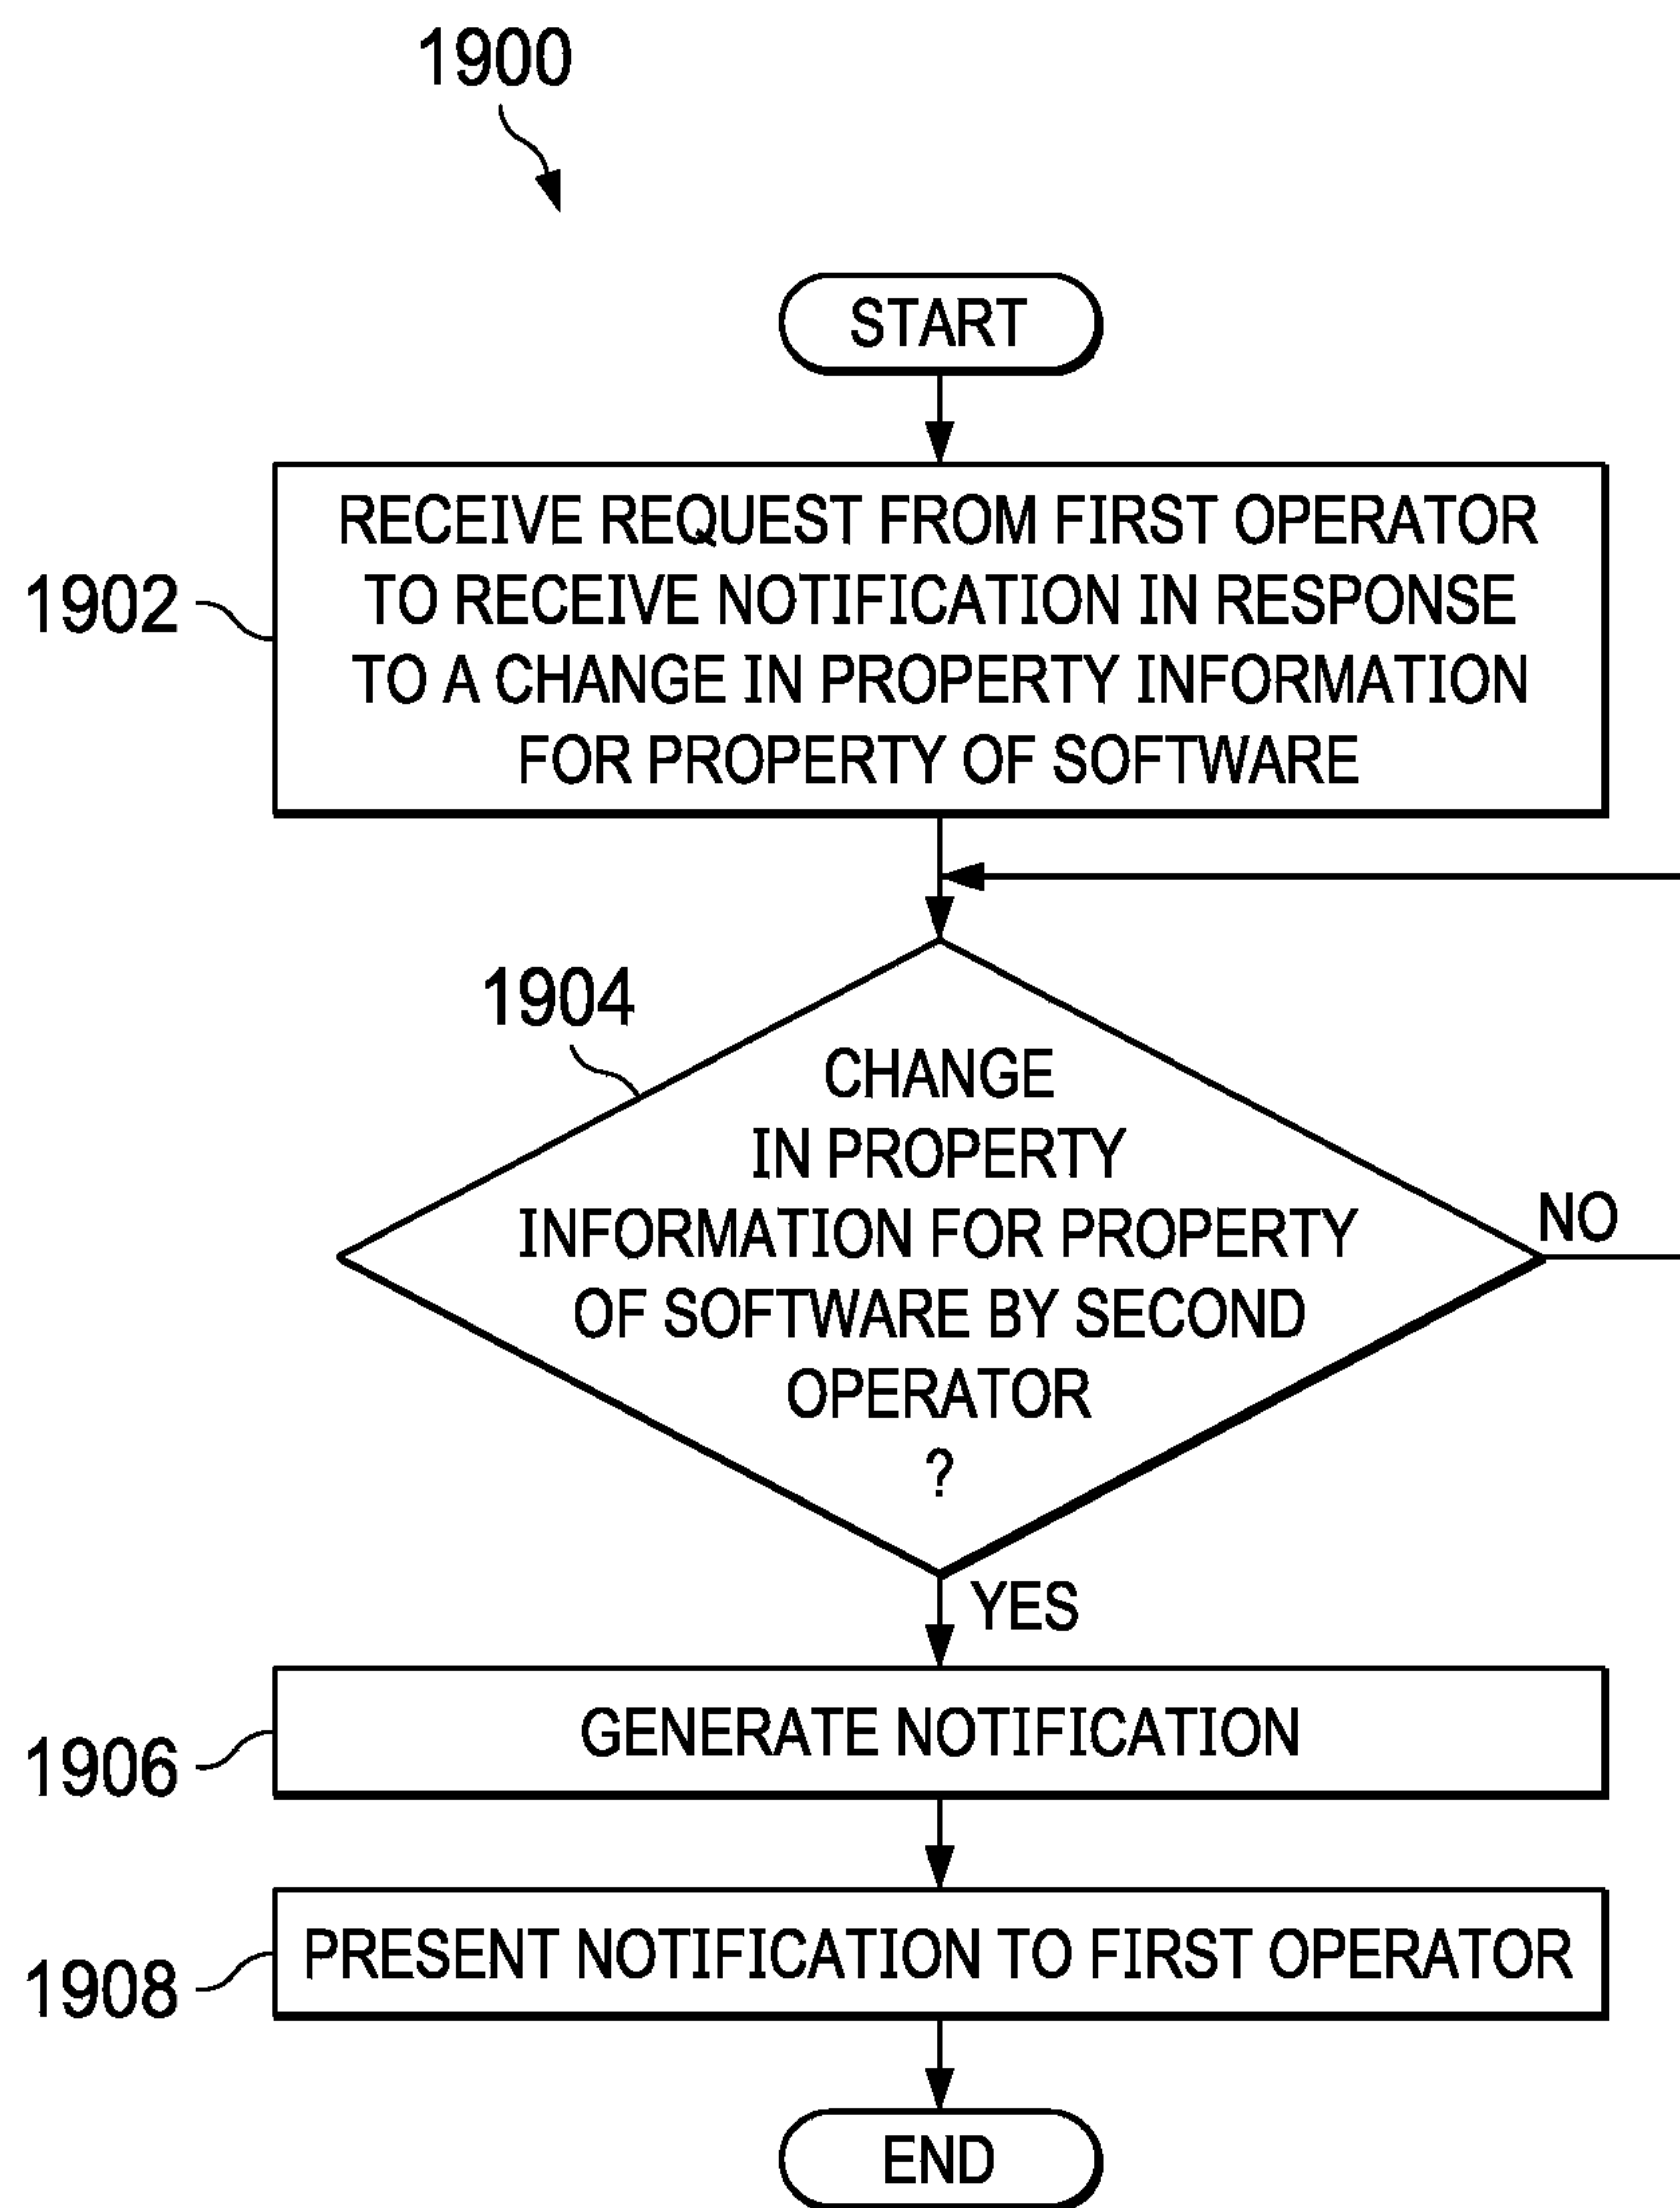 1900
START
RECEIVE REQUEST FROM FIRST OPERATOR
TO RECEIVE NOTIFICATION IN RESPONSE
TO A CHANGE IN PROPERTY INFORMATION
FOR PROPERTY OF SOFTWARE
1902
1904
CHANGE
IN PROPERTY
INFORMATION FOR PROPERTY
OF SOFTWARE BY SECOND
OPERATOR
?
NO
YES
GENERATE NOTIFICATION
1906
PRESENT NOTIFICATION TO FIRST OPERATOR
1908
END